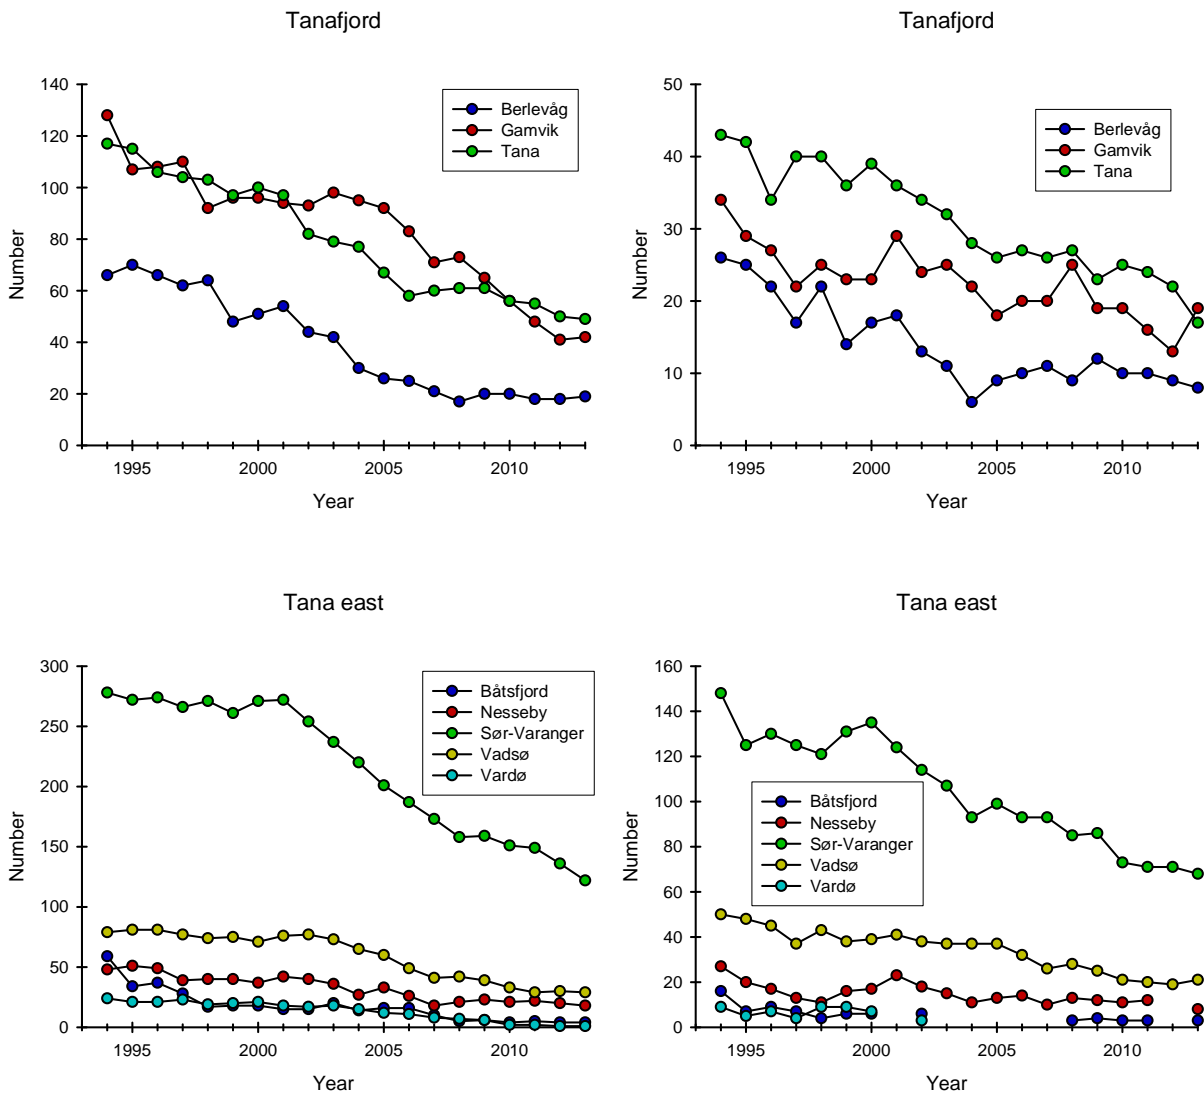 Tanafjord
140
120
100
80
60
40
20
0
Number
1995 2000 2005 2010
Year
Berlevåg
Gamvik
Tana
Tanafjord
50
40
30
20
10
0
Number
1995 2000 2005 2010
Year
Berlevåg
Gamvik
Tana
Tana east
300
250
200
150
100
50
0
Number
1995 2000 2005 2010
Year
Båtsfjord
Nesseby
Sør-Varanger
Vadsø
Vardø
Tana east
160
140
120
100
80
60
40
20
0
Number
1995 2000 2005 2010
Year
Båtsfjord
Nesseby
Sør-Varanger
Vadsø
Vardø